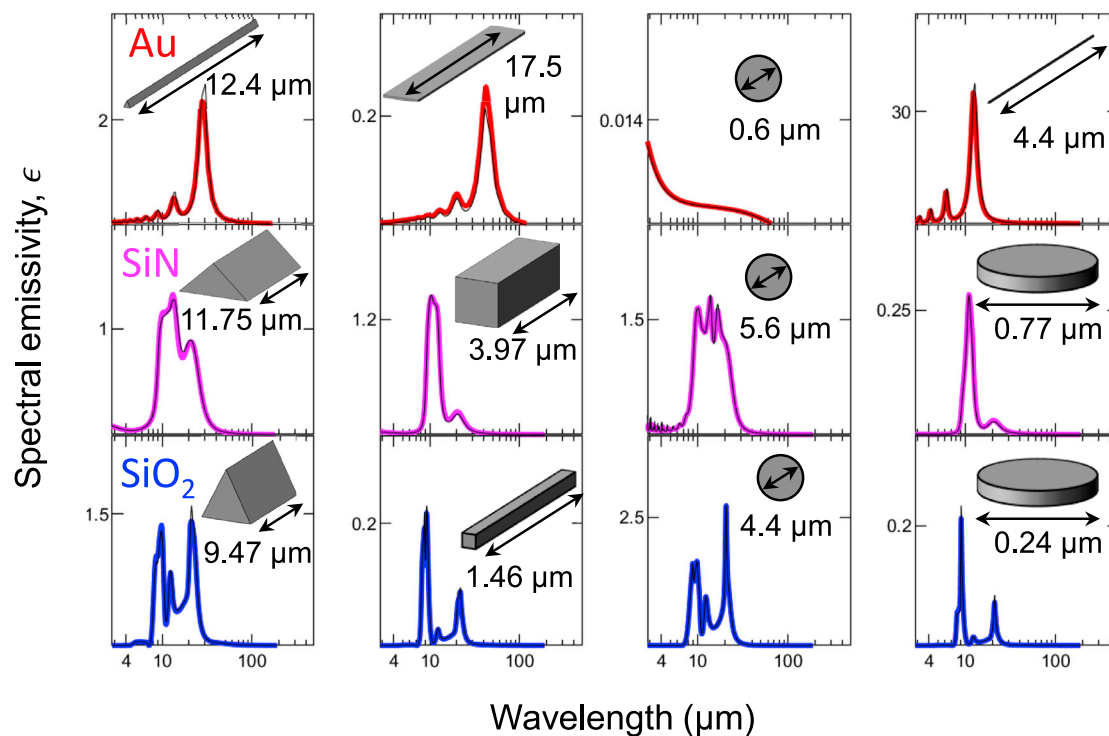 Spectral emissivity, ϵ
Au
12.4 µm
2
17.5
µm
0.2
0.014
0.6 µm
30
4.4 µm
SiN
11.75 µm
1
1.2
3.97 µm
1.5
5.6 µm
0.25
0.77 µm
SiO2
1.5
9.47 µm
0.2
1.46 µm
2.5
4.4 µm
0.2
0.24 µm
4 10 100
4 10 100
4 10 100
4 10 100
Wavelength (µm)